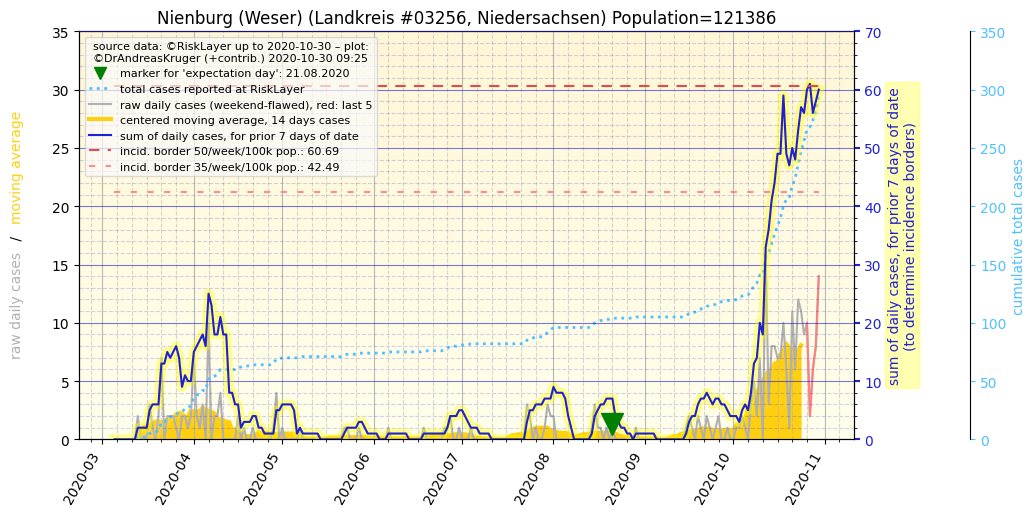 Nienburg (Weser) (Landkreis #03256, Niedersachsen) Population=121386
source data: ©RiskLayer up to 2020-10-30 – plot:
©DrAndreasKruger (+contrib.) 2020-10-30 09:25
marker for 'expectation day': 21.08.2020
total cases reported at RiskLayer
raw daily cases (weekend-flawed), red: last 5
centered moving average, 14 days cases
sum of daily cases, for prior 7 days of date
incid. border 50/week/100k pop.: 60.69
incid. border 35/week/100k pop.: 42.49
raw daily cases / moving average
35
30
25
20
15
10
5
0
70
60
50
40
30
20
10
0
sum of daily cases, for prior 7 days of date
(to determine incidence borders)
350
300
250
200
150
100
50
0
cumulative total cases
2020-03
2020-04
2020-05
2020-06
2020-07
2020-08
2020-09
2020-10
2020-11